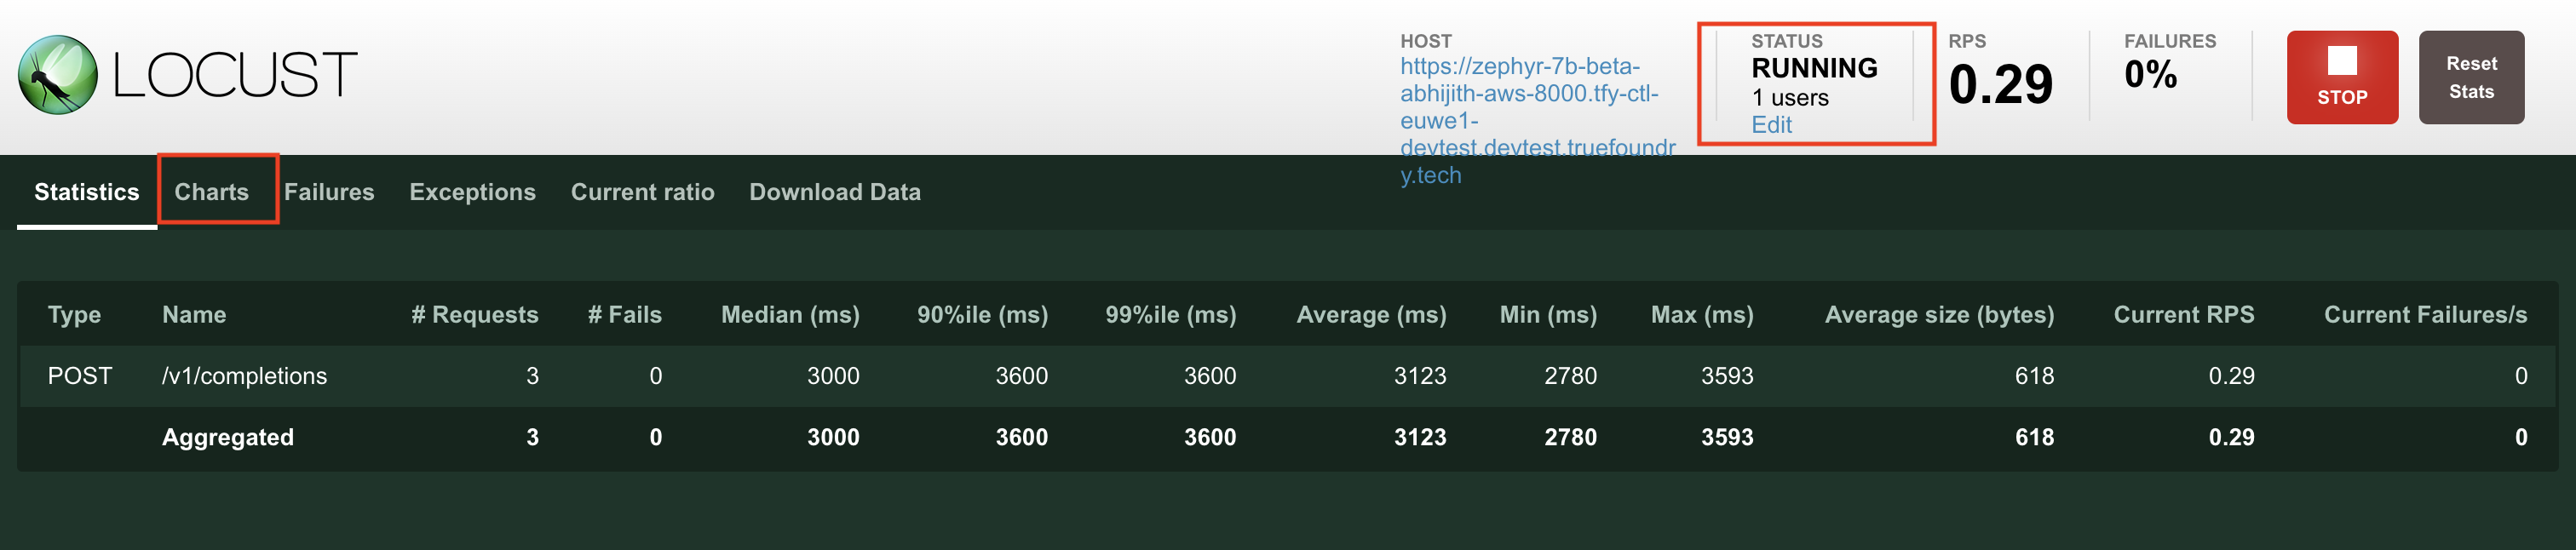 LOCUST
HOST
https://zephyr-7b-beta-
abhijith-aws-8000.tfy-ctl-
euwe1-
devtest.devtest.truefoundr
y.tech
STATUS
RUNNING
1 users
Edit
RPS
0.29
FAILURES
0%
STOP
Reset
Stats
Statistics Charts Failures Exceptions Current ratio Download Data
Type Name # Requests # Fails Median (ms) 90%ile (ms) 99%ile (ms) Average (ms) Min (ms) Max (ms) Average size (bytes) Current RPS Current Failures/s
POST /v1/completions 3 0 3000 3600 3600 3123 2780 3593 618 0.29 0
Aggregated 3 0 3000 3600 3600 3123 2780 3593 618 0.29 0